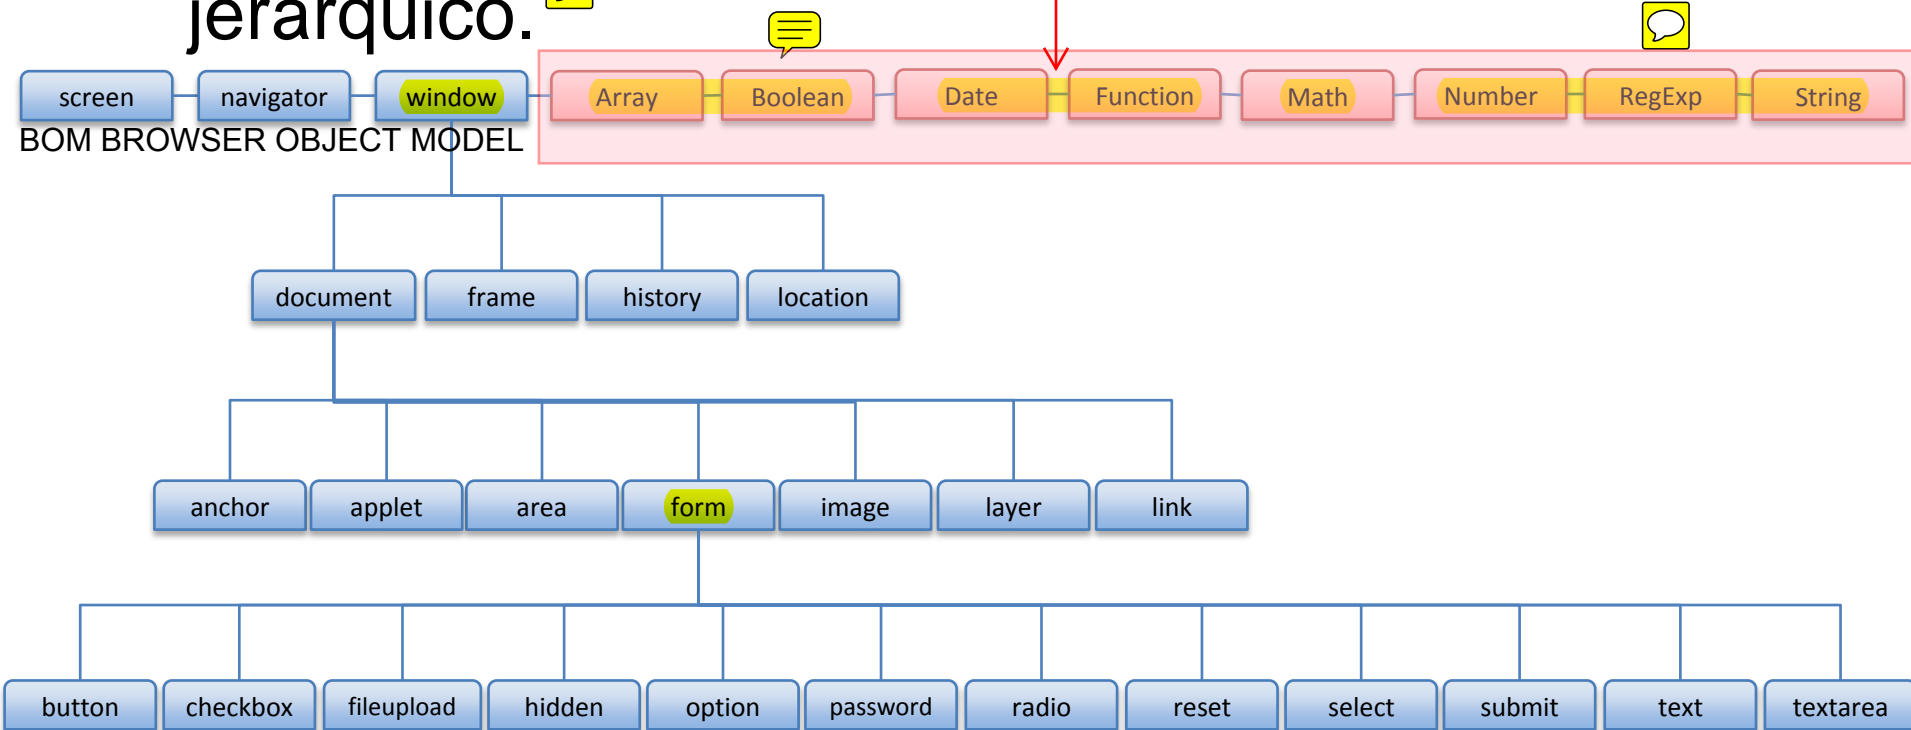 jerárquico.
screen navigator window Array Boolean Date Function Math Number RegExp String
BOM BROWSER OBJECT MODEL
document frame history location
anchor applet area form image layer link
button checkbox fileupload hidden option password radio reset select submit text textarea